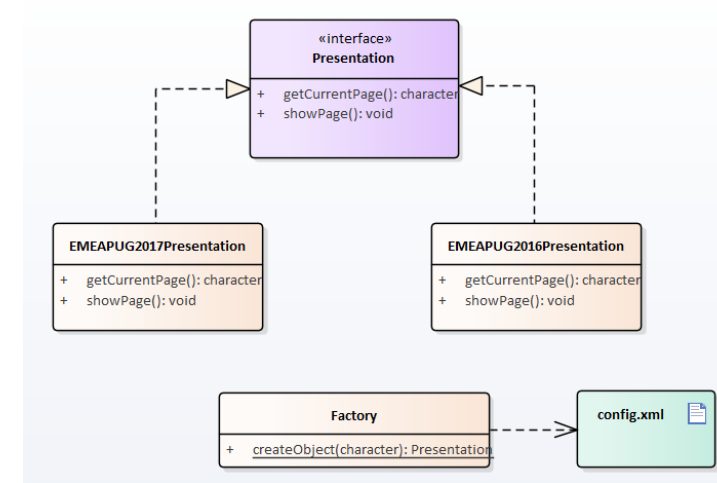 «interface»
Presentation
+ getCurrentPage(): character
+ showPage(): void
EMEAPUG2017Presentation
+ getCurrentPage(): character
+ showPage(): void
EMEAPUG2016Presentation
+ getCurrentPage(): character
+ showPage(): void
Factory
+ createObject(character): Presentation
config.xml